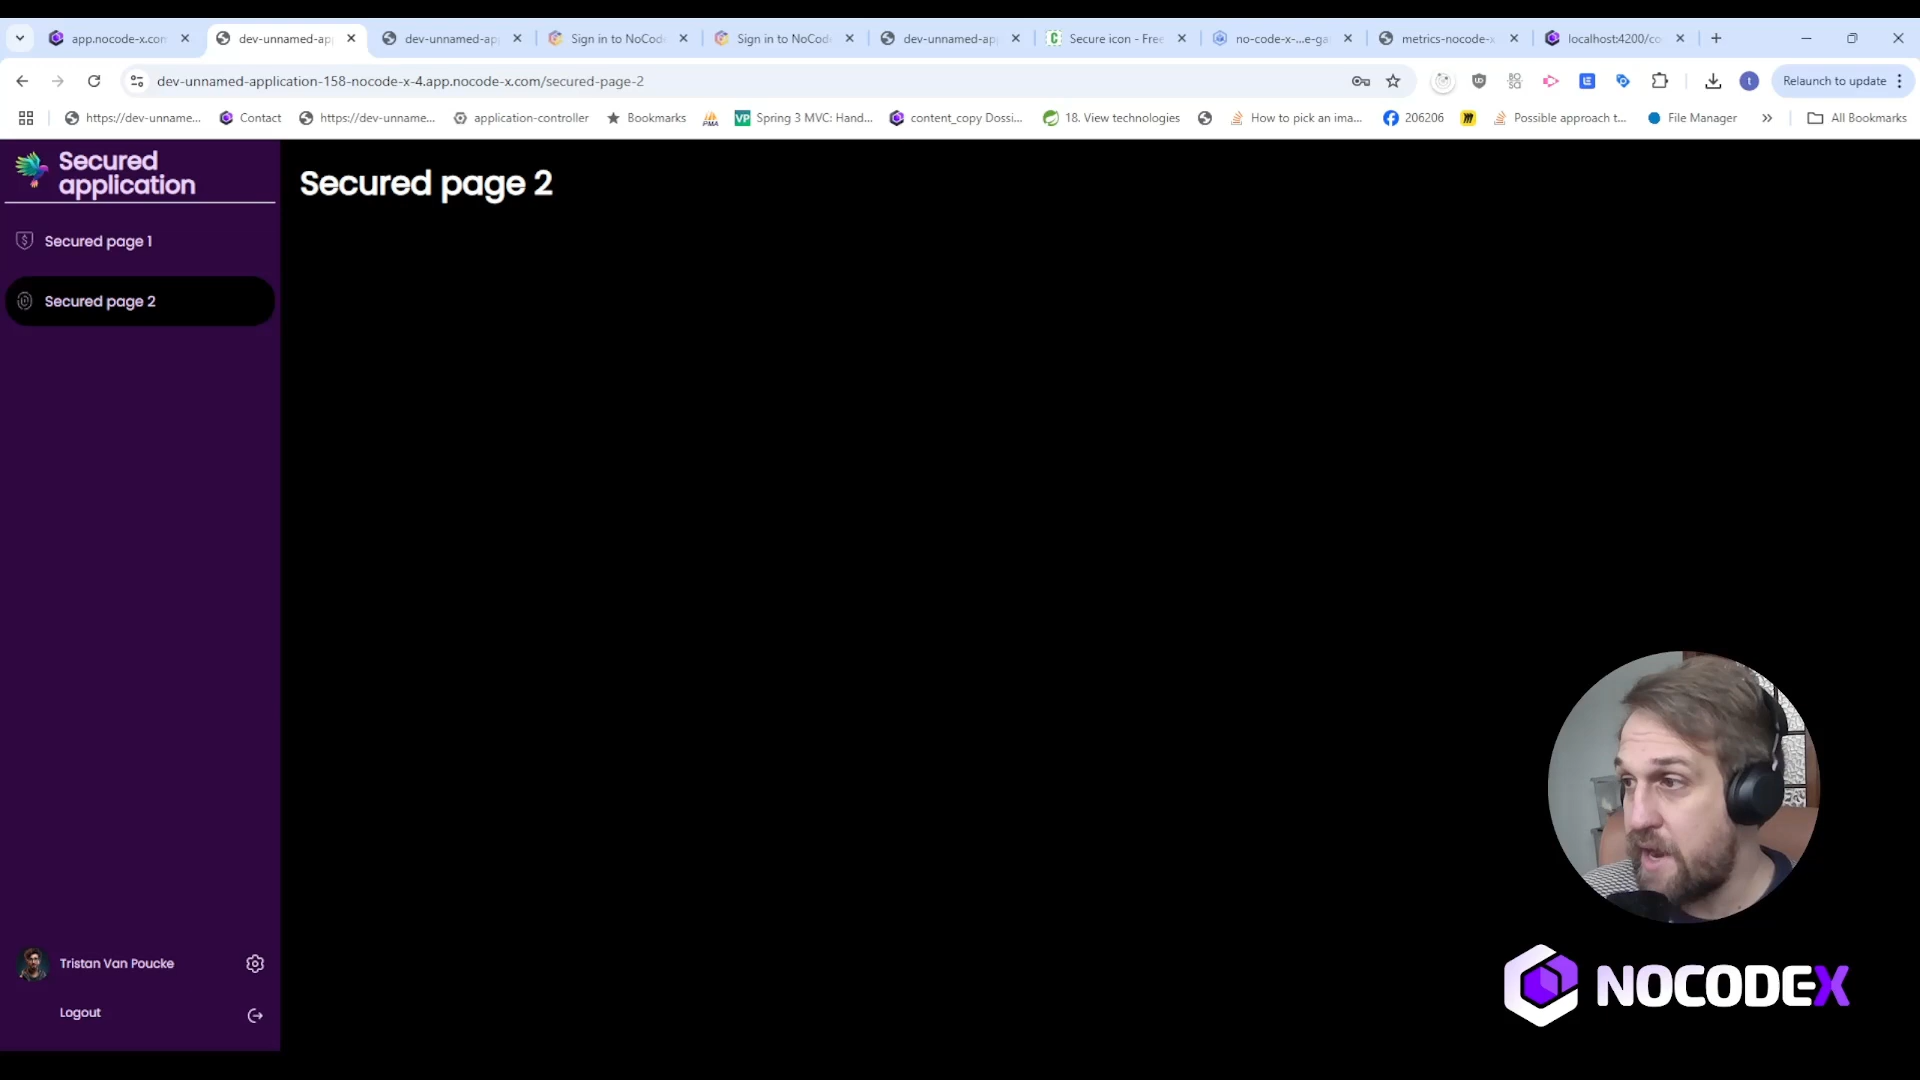 app.nocode-x.com
dev-unnamed-ap
dev-unnamed-ap
Sign in to NoCod
Sign in to NoCod
dev-unnamed-ap
Secure icon - Free
no-code-x-...e-ga
metrics-nocode-x
localhost:4200/co
dev-unnamed-application-158-nocode-x-4.app.nocode-x.com/secured-page-2
Relaunch to update
https://dev-unname...
Contact
https://dev-unname...
application-controller
Bookmarks
PMA
VP
Spring 3 MVC: Hand...
content_copy Dossi...
18. View technologies
How to pick an ima...
206206
Possible approach t...
File Manager
All Bookmarks
Secured
application
Secured page 2
Secured page 1
Secured page 2
Tristan Van Poucke
Logout
NOCODE-X